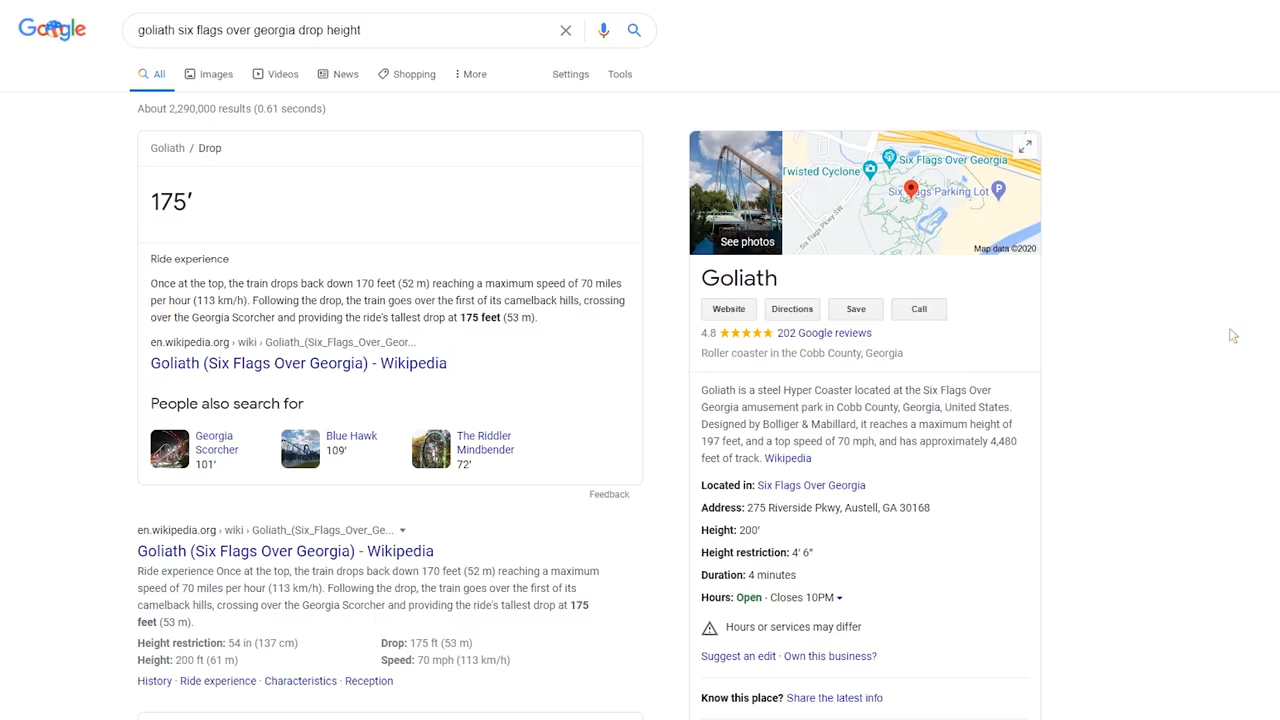 Google
goliath six flags over georgia drop height
All
Images
Videos
News
Shopping
More
Settings
Tools
About 2,290,000 results (0.61 seconds)
Goliath / Drop
175′
Ride experience
Once at the top, the train drops back down 170 feet (52 m) reaching a maximum speed of 70 miles
per hour (113 km/h). Following the drop, the train goes over the first of its camelback hills, crossing
over the Georgia Scorcher and providing the ride's tallest drop at 175 feet (53 m).
en.wikipedia.org › wiki › Goliath_(Six_Flags_Over_Geor...
Goliath (Six Flags Over Georgia) - Wikipedia
People also search for
Georgia
Scorcher
101′
Blue Hawk
109′
The Riddler
Mindbender
72′
Feedback
en.wikipedia.org › wiki › Goliath_(Six_Flags_Over_Ge...
Goliath (Six Flags Over Georgia) - Wikipedia
Ride experience Once at the top, the train drops back down 170 feet (52 m) reaching a maximum
speed of 70 miles per hour (113 km/h). Following the drop, the train goes over the first of its
camelback hills, crossing over the Georgia Scorcher and providing the ride's tallest drop at 175
feet (53 m).
Height restriction: 54 in (137 cm)
Drop: 175 ft (53 m)
Height: 200 ft (61 m)
Speed: 70 mph (113 km/h)
History · Ride experience · Characteristics · Reception
See photos
Six Flags Over Georgia
Twisted Cyclone
Six Flags Parking Lot
P
Six Flags Pkwy SW
Map data ©2020
Goliath
Website
Directions
Save
Call
4.8 ★★★★★ 202 Google reviews
Roller coaster in the Cobb County, Georgia
Goliath is a steel Hyper Coaster located at the Six Flags Over
Georgia amusement park in Cobb County, Georgia, United States.
Designed by Bolliger & Mabillard, it reaches a maximum height of
197 feet, and a top speed of 70 mph, and has approximately 4,480
feet of track. Wikipedia
Located in: Six Flags Over Georgia
Address: 275 Riverside Pkwy, Austell, GA 30168
Height: 200′
Height restriction: 4′ 6″
Duration: 4 minutes
Hours: Open · Closes 10PM
Hours or services may differ
Suggest an edit · Own this business?
Know this place? Share the latest info